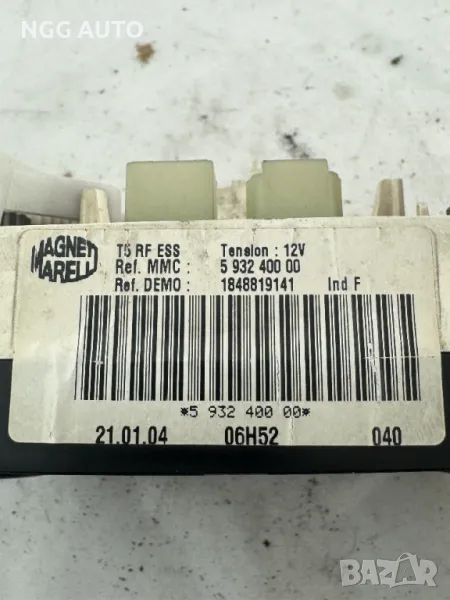 NGG AUTO
MAGNETI MARELLI
T5 RF ESS Tension : 12V
Ref. MMC : 5 932 400 00
Ref. DEMO : 1848819141 Ind F
*5 932 400 00*
21.01.04 06H52 040
bazar